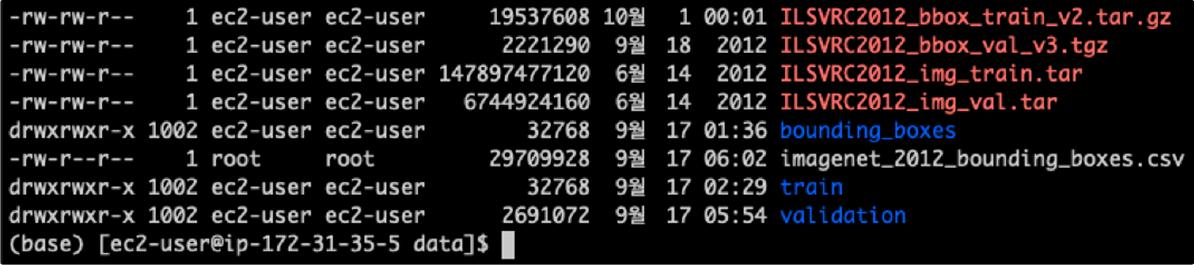 -rw-rw-r-- 1 ec2-user ec2-user 19537608 10월 1 00:01 ILSVRC2012_bbox_train_v2.tar.gz
-rw-rw-r-- 1 ec2-user ec2-user 2221290 9월 18 2012 ILSVRC2012_bbox_val_v3.tgz
-rw-rw-r-- 1 ec2-user ec2-user 147897477120 6월 14 2012 ILSVRC2012_img_train.tar
-rw-rw-r-- 1 ec2-user ec2-user 6744924160 6월 14 2012 ILSVRC2012_img_val.tar
drwxrwxr-x 1002 ec2-user ec2-user 32768 9월 17 01:36 bounding_boxes
-rw-r--r-- 1 root root 29709928 9월 17 06:02 imagenet_2012_bounding_boxes.csv
drwxrwxr-x 1002 ec2-user ec2-user 32768 9월 17 02:29 train
drwxrwxr-x 1002 ec2-user ec2-user 2691072 9월 17 05:54 validation
(base) [ec2-user@ip-172-31-35-5 data]$